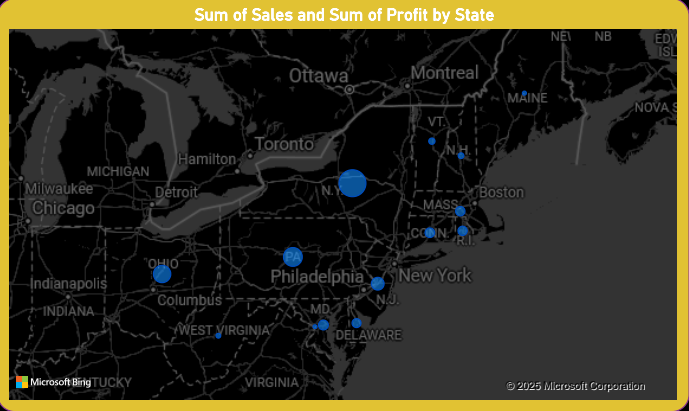 Sum of Sales and Sum of Profit by State
NB
Ottawa
Montreal
MAINE
NOVA S
VT.
Toronto
N.H.
Hamilton
MICHIGAN
Milwaukee
Detroit
N.Y.
Boston
Chicago
MASS.
CONN.
R.I.
OHIO
PA
Philadelphia
New York
Indianapolis
Columbus
N.J.
INDIANA
MD.
WEST VIRGINIA
DELAWARE
Microsoft Bing
TUCKY
VIRGINIA
© 2025 Microsoft Corporation